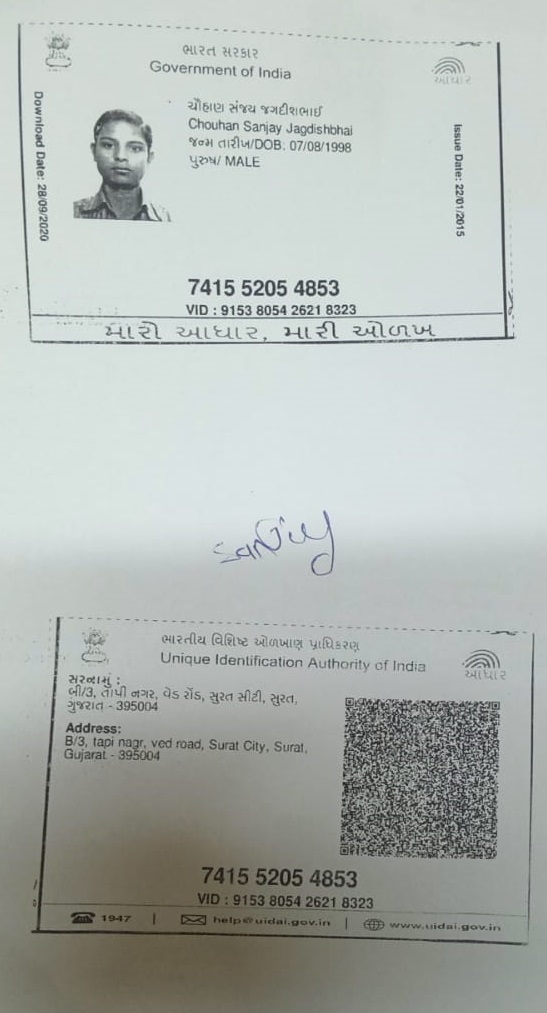 ભારત સરકાર
Government of India
આધાર
Download Date: 28/09/2020
ચૌહાણ સંજય જગદીશભાઈ
Chouhan Sanjay Jagdishbhai
જન્મ તારીખ/DOB: 07/08/1998
પુરુષ/ MALE
Issue Date: 22/01/2015
7415 5205 4853
VID : 9153 8054 2621 8323
મારો આધાર, મારી ઓળખ
ભારતીય વિશિષ્ટ ઓળખાણ પ્રાધિકરણ
Unique Identification Authority of India
આધાર
સરનામું :
બી/3, તાપી નગર, વેડ રોડ, સુરત સીટી, સુરત,
ગુજરાત - 395004
Address:
B/3, tapi nagr, ved road, Surat City, Surat,
Gujarat - 395004
7415 5205 4853
VID : 9153 8054 2621 8323
1947 | help@uidai.gov.in | www.uidai.gov.in